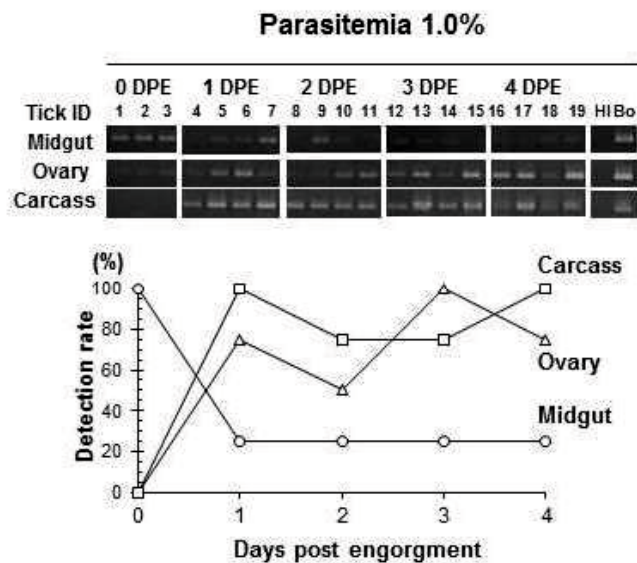 Parasitemia 1.0%
0 DPE 1 DPE 2 DPE 3 DPE 4 DPE
Tick ID 1 2 3 4 5 6 7 8 9 10 11 12 13 14 15 16 17 18 19 HI Bo
Midgut
Ovary
Carcass
(%)
100
80
60
40
20
0
Detection rate
Carcass
Ovary
Midgut
0 1 2 3 4
Days post engorgment